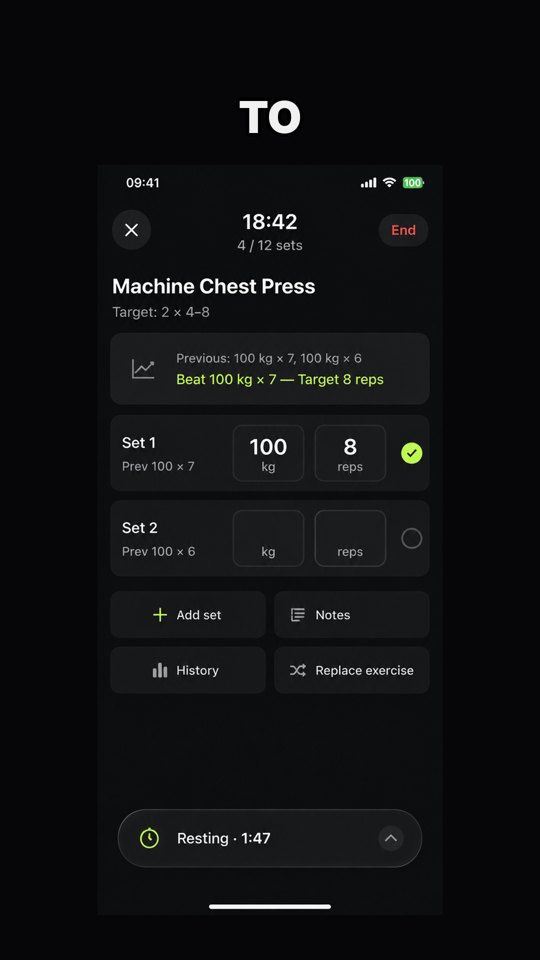 TO
09:41
100
18:42
4 / 12 sets
End
Machine Chest Press
Target: 2 × 4–8
Previous: 100 kg × 7, 100 kg × 6
Beat 100 kg × 7 — Target 8 reps
Set 1
Prev 100 × 7
100
kg
8
reps
Set 2
Prev 100 × 6
kg
reps
Add set
Notes
History
Replace exercise
Resting · 1:47